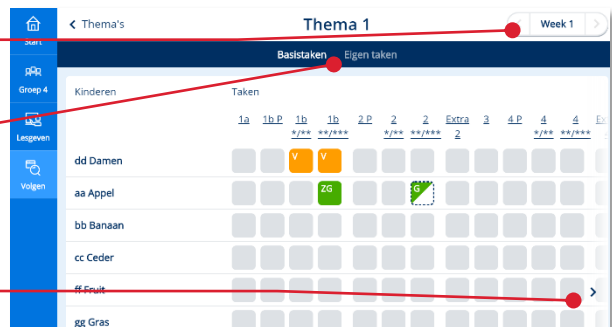 Start
Groep 4
Lesgeven
Volgen
Thema's
Thema 1
Week 1
Basistaken Eigen taken
Kinderen Taken
1a 1b P 1b 1b 2 P 2 2 Extra 3 4 P 4 4 Ex
*/** **/*** */** **/*** 2 */** **/***
dd Damen V V
aa Appel ZG G
bb Banaan
cc Ceder
ff Fruit
gg Gras